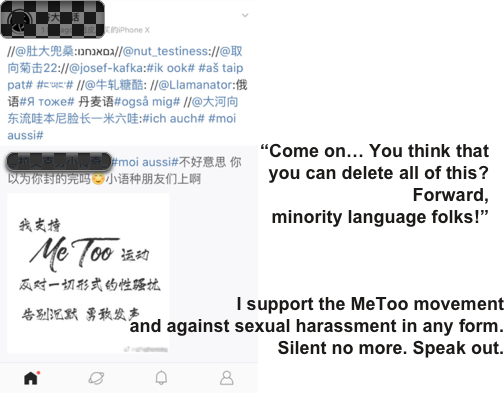 买的iPhone X
//@肚大兜桑:גםאנחנו//@nut_testiness://@取
向菊击22://@josef-kafka:#ik ook# #aš taip
pat# #ང་ཡང་# //@牛轧糖酷: //@Llamanator:俄
语#Я тоже# 丹麦语#også mig# //@大河向
东流哇本尼脸长一米六哇:#ich auch# #moi
aussi#
#moi aussi#不好意思 你
以为你封的完吗小语种朋友们上啊
我支持
MeToo 运动
反对一切形式的性骚扰
告别沉默 勇敢发声
“Come on… You think that
you can delete all of this?
Forward,
minority language folks!”
I support the MeToo movement
and against sexual harassment in any form.
Silent no more. Speak out.